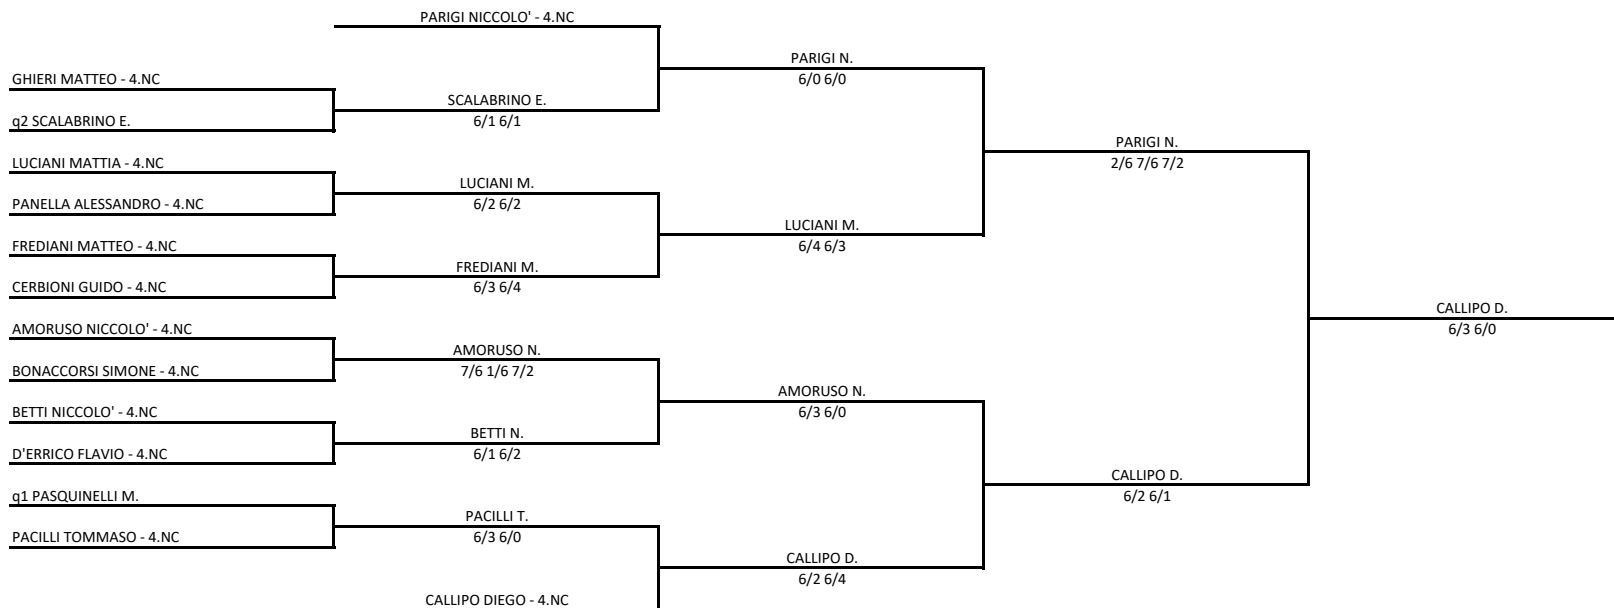 PARIGI NICCOLO' - 4.NC
PARIGI N.
6/0 6/0
GHIERI MATTEO - 4.NC
SCALABRINO E.
6/1 6/1
q2 SCALABRINO E.
PARIGI N.
2/6 7/6 7/2
LUCIANI MATTIA - 4.NC
LUCIANI M.
6/2 6/2
PANELLA ALESSANDRO - 4.NC
LUCIANI M.
6/4 6/3
FREDIANI MATTEO - 4.NC
FREDIANI M.
6/3 6/4
CERBIONI GUIDO - 4.NC
CALLIPO D.
6/3 6/0
AMORUSO NICCOLO' - 4.NC
AMORUSO N.
7/6 1/6 7/2
BONACCORSI SIMONE - 4.NC
AMORUSO N.
6/3 6/0
BETTI NICCOLO' - 4.NC
BETTI N.
6/1 6/2
D'ERRICO FLAVIO - 4.NC
CALLIPO D.
6/2 6/1
q1 PASQUINELLI M.
PACILLI T.
6/3 6/0
PACILLI TOMMASO - 4.NC
CALLIPO D.
6/2 6/4
CALLIPO DIEGO - 4.NC